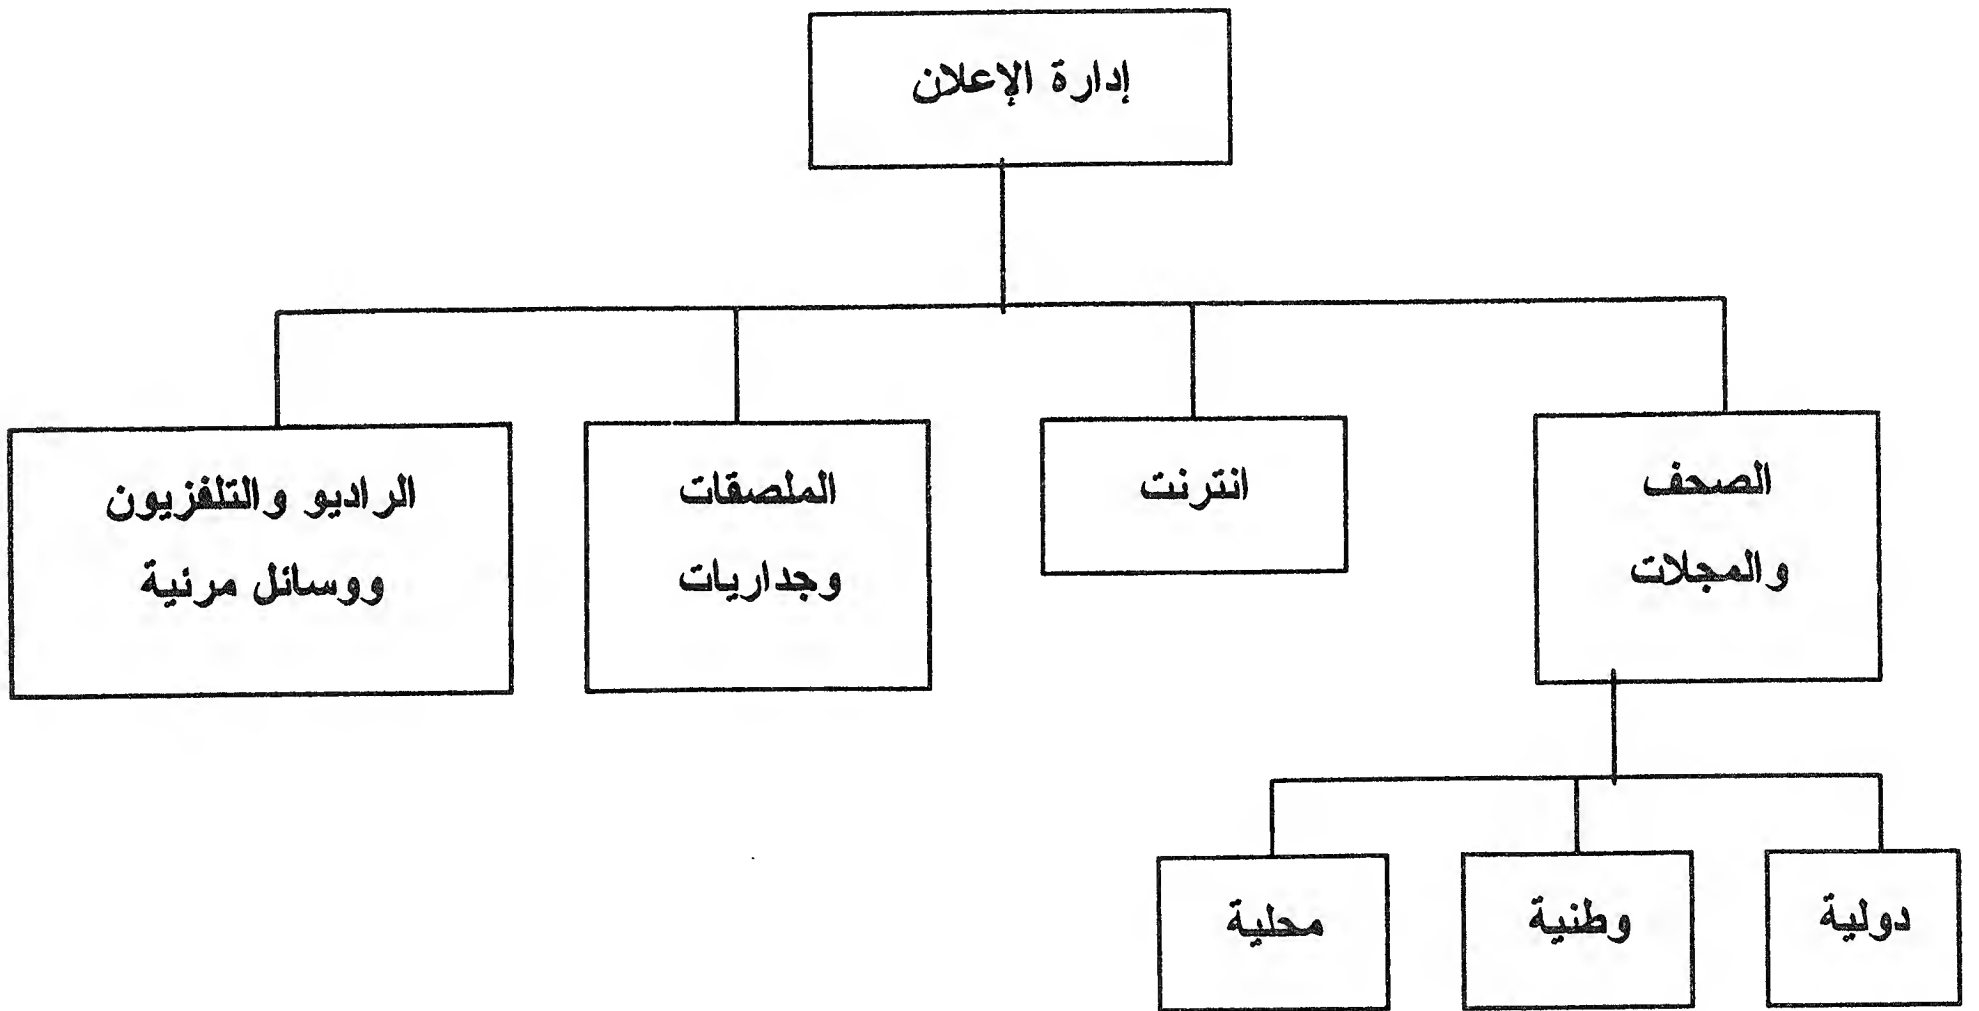 إدارة الإعلان
الصحف
والمجلات
انترنت
الملصقات
وجداريات
الراديو والتلفزيون
ووسائل مرئية
دولية
وطنية
محلية